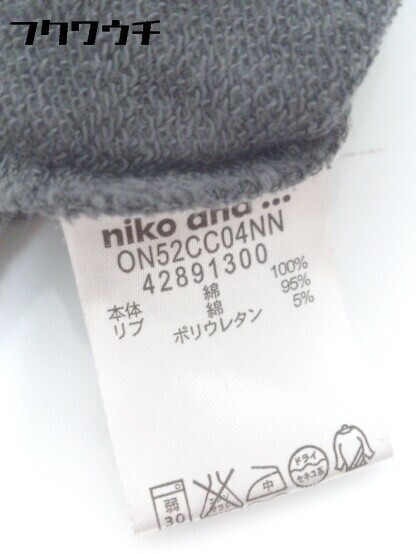 フクワウチ
niko and ...
ON52CC04NN
42891300
本体 綿 100%
リブ 綿 95%
ポリウレタン 5%
弱
30
中
ドライ
セキユ系